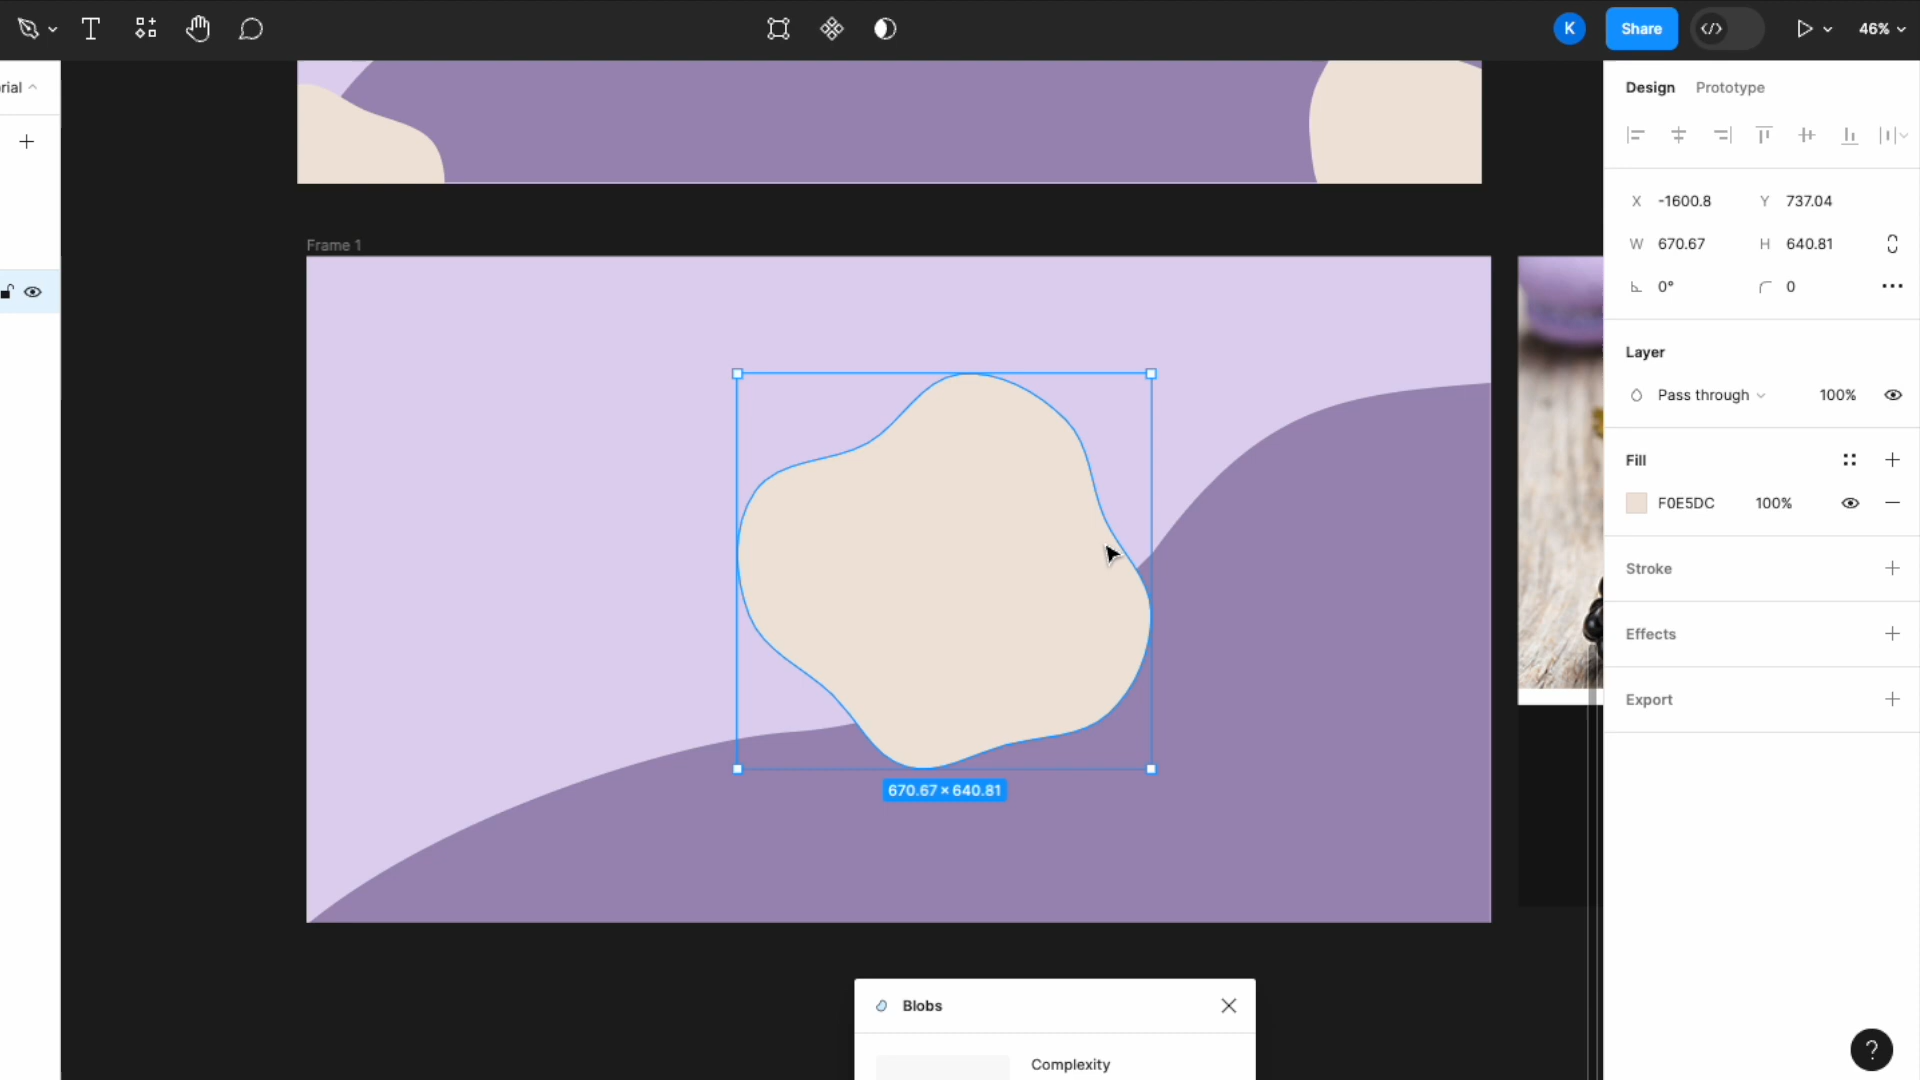 T
K
Share
46%
rial
Design
Prototype
X -1600.8
Y 737.04
W 670.67
H 640.81
0°
0
Frame 1
Layer
Pass through
100%
Fill
F0E5DC
100%
Stroke
Effects
Export
670.67 × 640.81
Blobs
Complexity
?